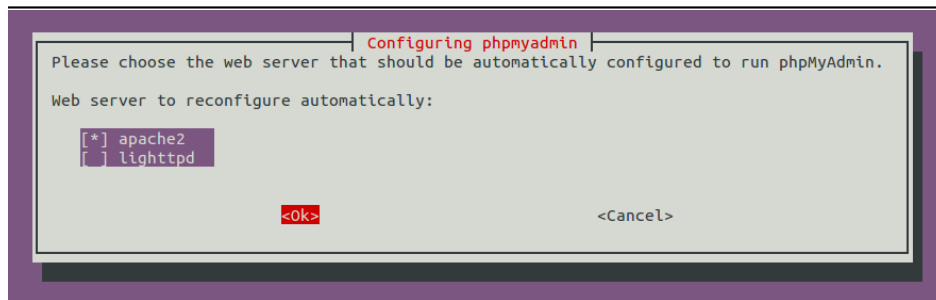 Configuring phpmyadmin
Please choose the web server that should be automatically configured to run phpMyAdmin.
Web server to reconfigure automatically:
[*] apache2
[ ] lighttpd
<Ok> <Cancel>